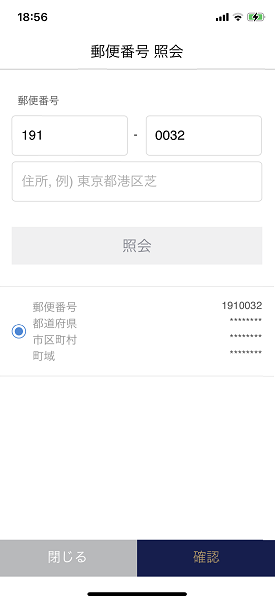 18:56
郵便番号 照会
郵便番号
191 - 0032
住所, 例) 東京都港区芝
照会
郵便番号 1910032
都道府県 ********
市区町村 ********
町域 ********
閉じる 確認